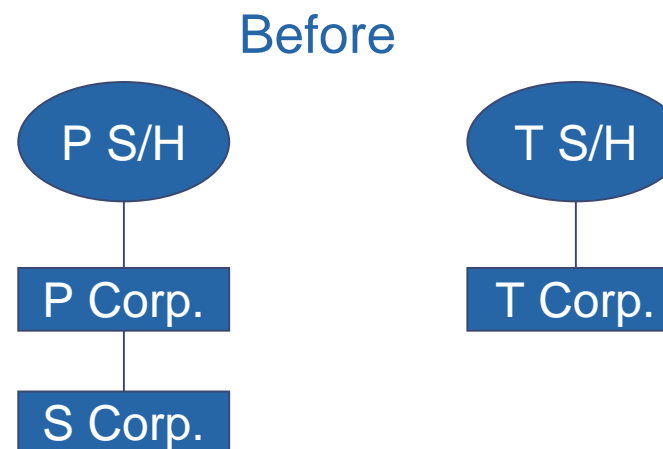 Before
P S/H
T S/H
P Corp.
T Corp.
S Corp.